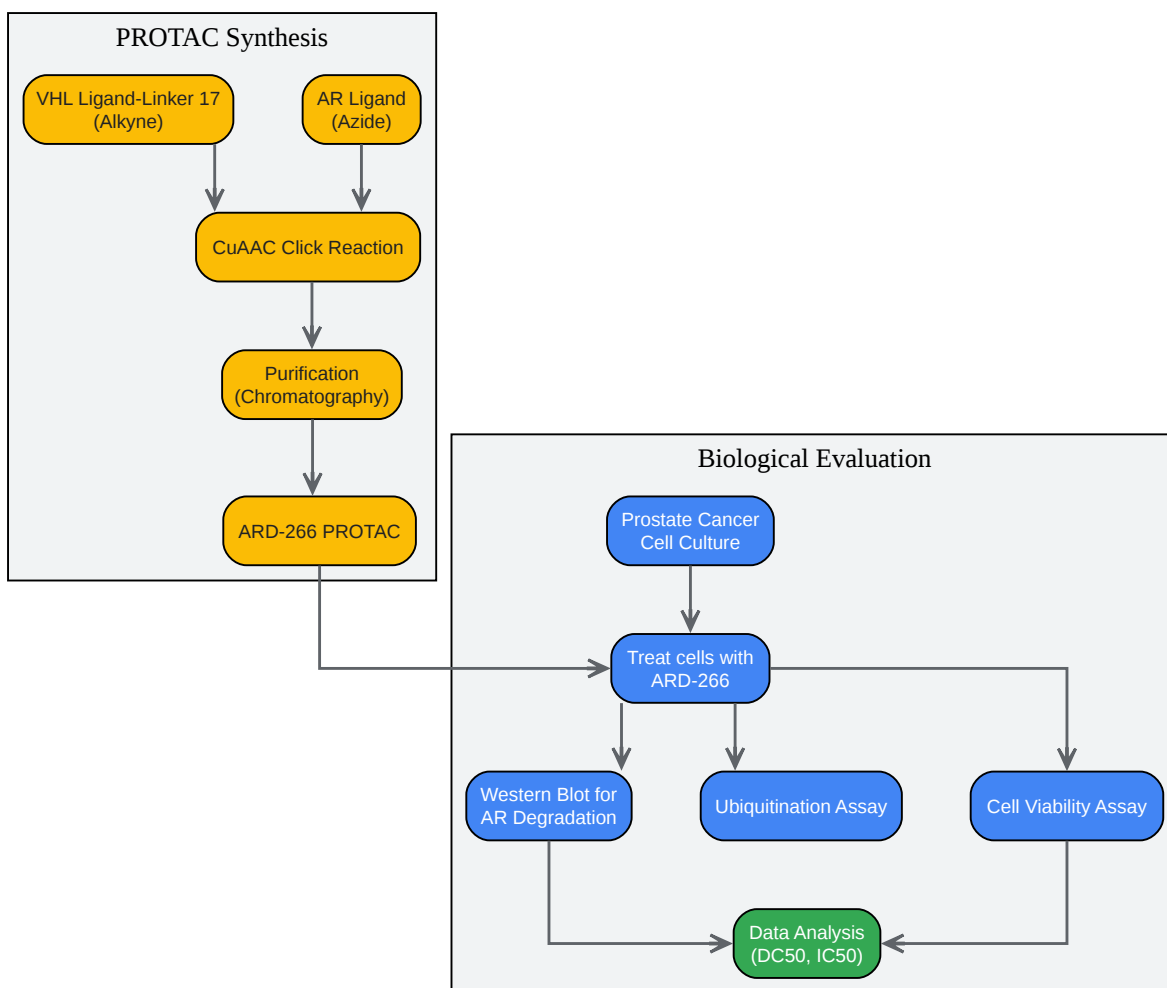 PROTAC Synthesis
VHL Ligand-Linker 17
(Alkyne)
AR Ligand
(Azide)
CuAAC Click Reaction
Purification
(Chromatography)
ARD-266 PROTAC
Biological Evaluation
Prostate Cancer
Cell Culture
Treat cells with
ARD-266
Western Blot for
AR Degradation
Ubiquitination Assay
Cell Viability Assay
Data Analysis
(DC50, IC50)